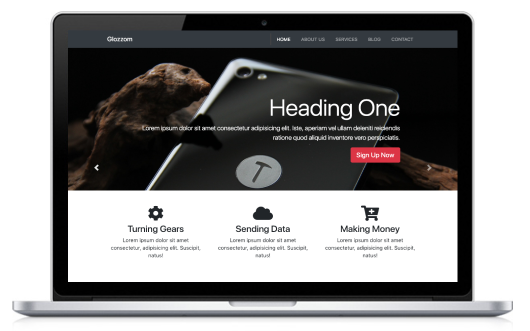 Glozzom HOME ABOUT US SERVICES BLOG CONTACT
Heading One
Lorem ipsum dolor sit amet consectetur adipisicing elit. Iste, aperiam vel ullam deleniti reiciendis
ratione quod aliquid inventore vero perspiciatis.
Sign Up Now
T
Turning Gears
Lorem ipsum dolor sit amet
consectetur, adipisicing elit. Suscipit,
natus!
Sending Data
Lorem ipsum dolor sit amet
consectetur, adipisicing elit. Suscipit,
natus!
Making Money
Lorem ipsum dolor sit amet
consectetur, adipisicing elit. Suscipit,
natus!